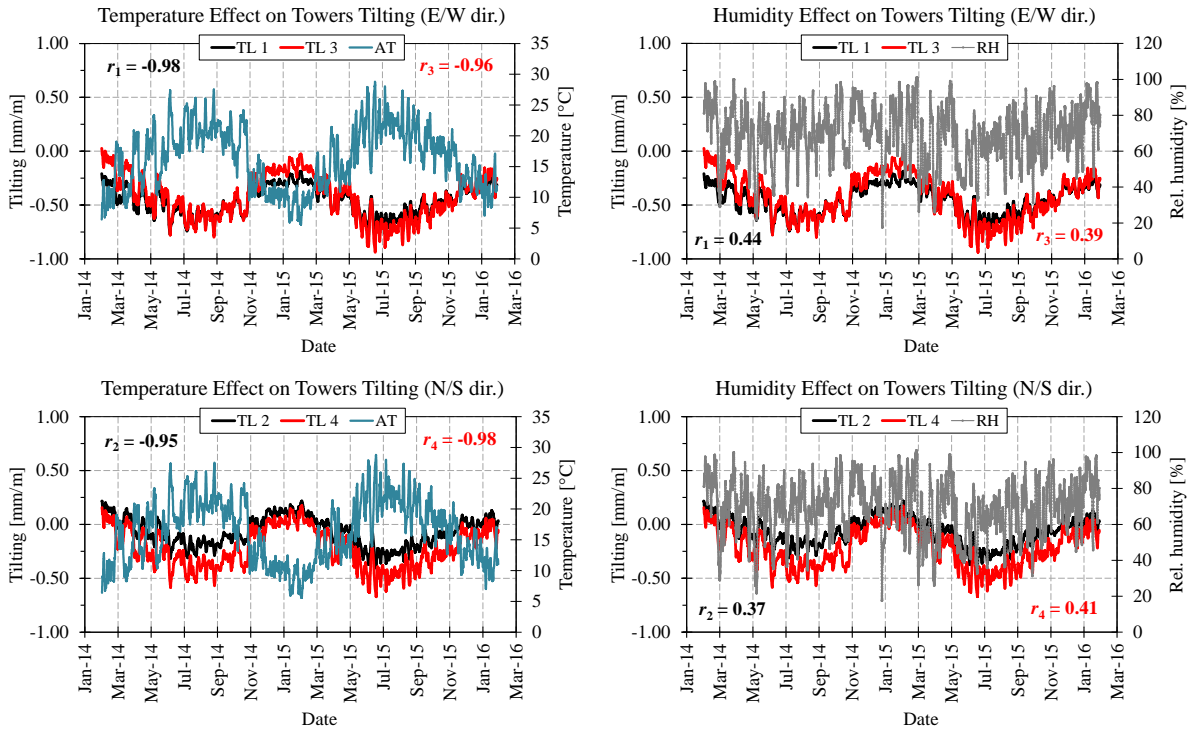 Temperature Effect on Towers Tilting (E/W dir.)
TL 1 TL 3 AT
r1 = -0.98
r3 = -0.96
Tilting [mm/m]
1.00
0.50
0.00
-0.50
-1.00
Temperature [°C]
35
30
25
20
15
10
5
0
Jan-14 Mar-14 May-14 Jul-14 Sep-14 Nov-14 Jan-15 Mar-15 May-15 Jul-15 Sep-15 Nov-15 Jan-16 Mar-16
Date
Humidity Effect on Towers Tilting (E/W dir.)
TL 1 TL 3 RH
Tilting [mm/m]
1.00
0.50
0.00
-0.50
-1.00
r1 = 0.44
r3 = 0.39
Rel. humidity [%]
120
100
80
60
40
20
0
Jan-14 Mar-14 May-14 Jul-14 Sep-14 Nov-14 Jan-15 Mar-15 May-15 Jul-15 Sep-15 Nov-15 Jan-16 Mar-16
Date
Temperature Effect on Towers Tilting (N/S dir.)
TL 2 TL 4 AT
r2 = -0.95
r4 = -0.98
Tilting [mm/m]
1.00
0.50
0.00
-0.50
-1.00
Temperature [°C]
35
30
25
20
15
10
5
0
Jan-14 Mar-14 May-14 Jul-14 Sep-14 Nov-14 Jan-15 Mar-15 May-15 Jul-15 Sep-15 Nov-15 Jan-16 Mar-16
Date
Humidity Effect on Towers Tilting (N/S dir.)
TL 2 TL 4 RH
Tilting [mm/m]
1.00
0.50
0.00
-0.50
-1.00
r2 = 0.37
r4 = 0.41
Rel. humidity [%]
120
100
80
60
40
20
0
Jan-14 Mar-14 May-14 Jul-14 Sep-14 Nov-14 Jan-15 Mar-15 May-15 Jul-15 Sep-15 Nov-15 Jan-16 Mar-16
Date